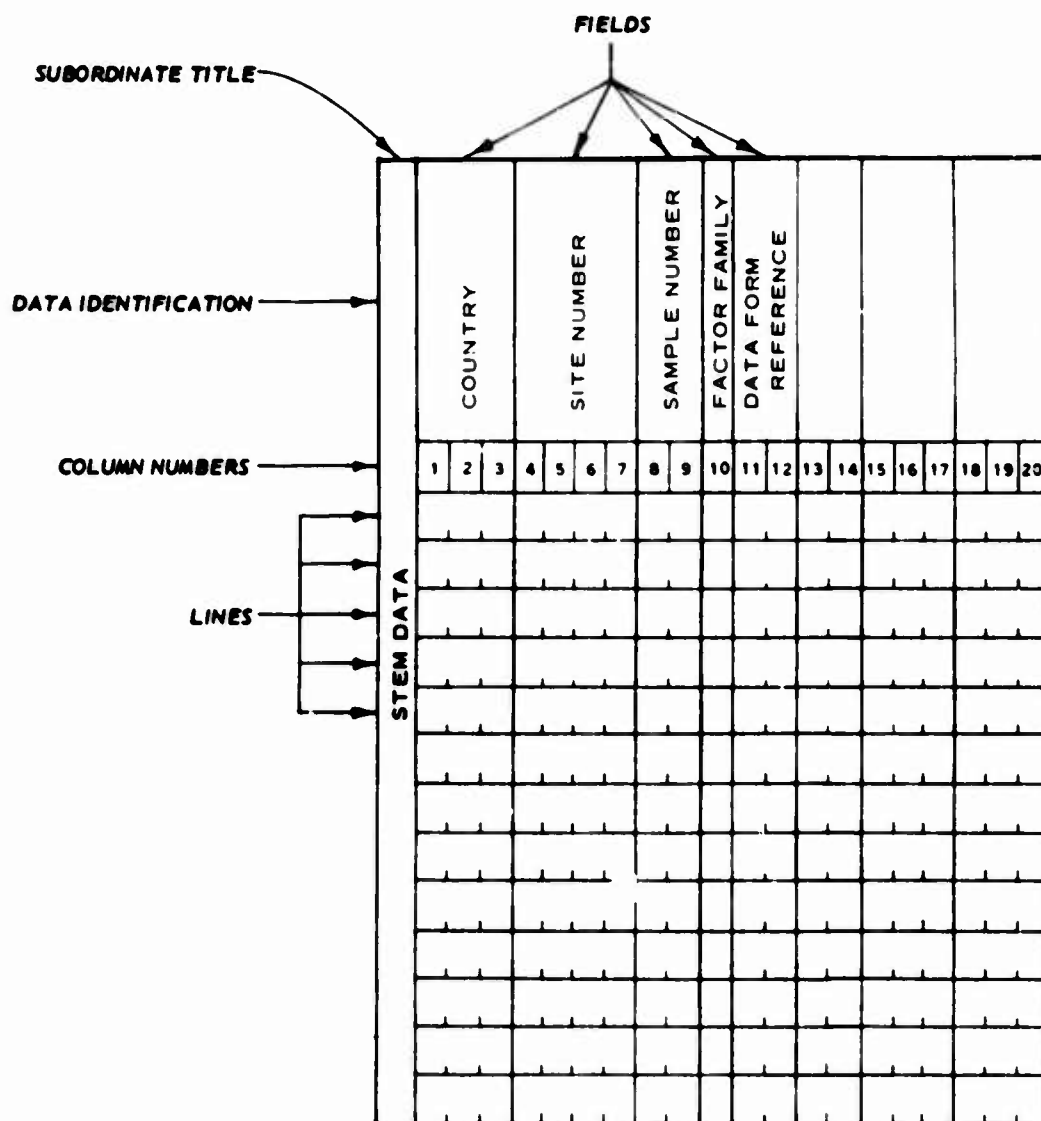 FIELDS
SUBORDINATE TITLE
DATA IDENTIFICATION
COUNTRY
SITE NUMBER
SAMPLE NUMBER
FACTOR FAMILY
DATA FORM
REFERENCE
COLUMN NUMBERS
1 2 3 4 5 6 7 8 9 10 11 12 13 14 15 16 17 18 19 20
LINES
STEM DATA